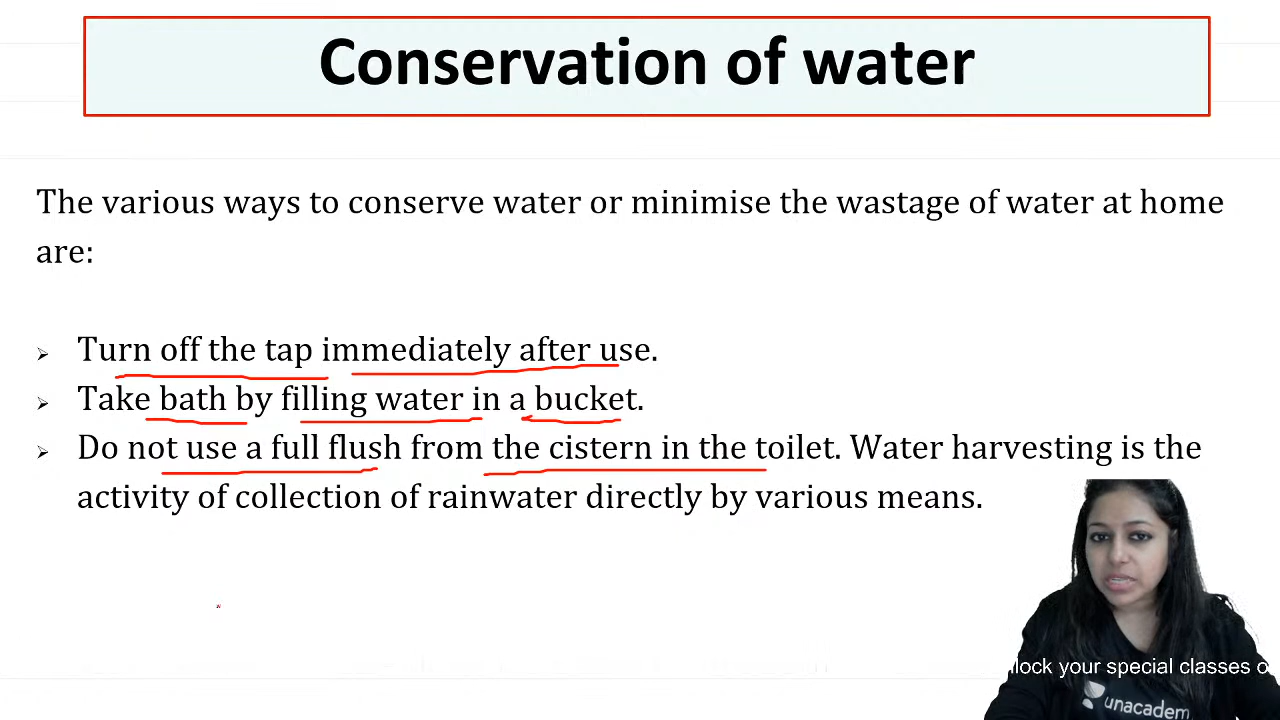 Conservation of water
The various ways to conserve water or minimise the wastage of water at home
are:
Turn off the tap immediately after use.
Take bath by filling water in a bucket.
Do not use a full flush from the cistern in the toilet. Water harvesting is the
activity of collection of rainwater directly by various means.
lock your special classes o
unacadem